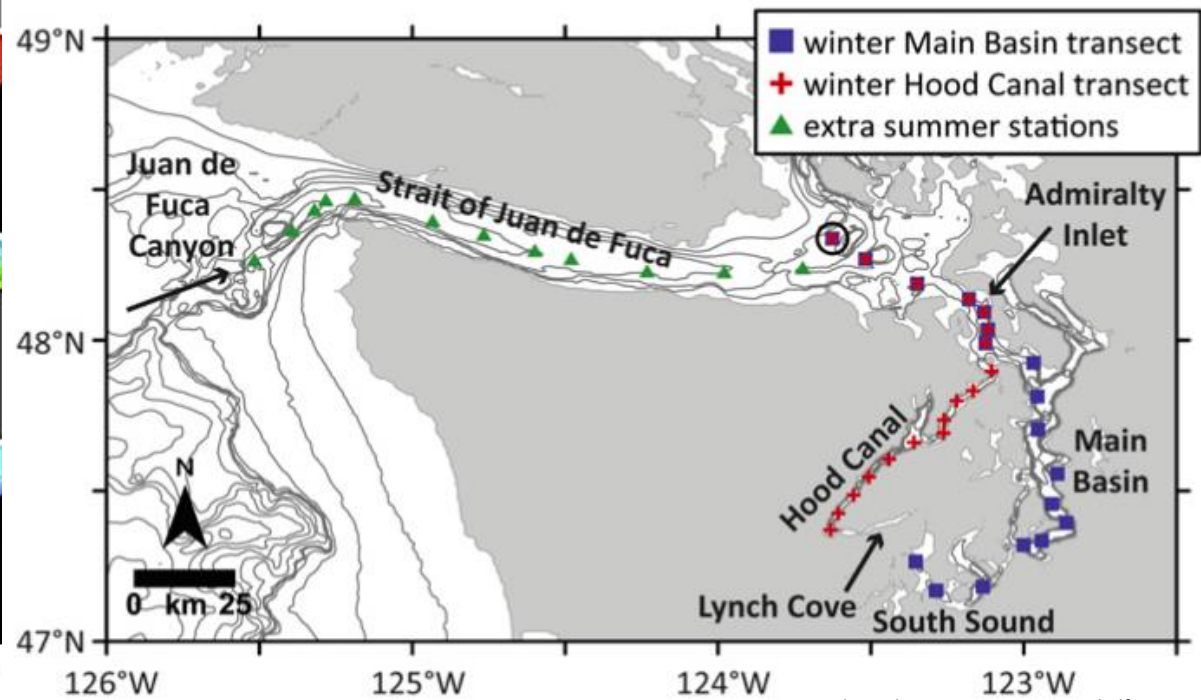 49°N
winter Main Basin transect
winter Hood Canal transect
extra summer stations
Juan de
Fuca
Canyon
Strait of Juan de Fuca
Admiralty
Inlet
48°N
Main
Basin
Hood Canal
N
0 km 25
Lynch Cove
South Sound
47°N
126°W
125°W
124°W
123°W